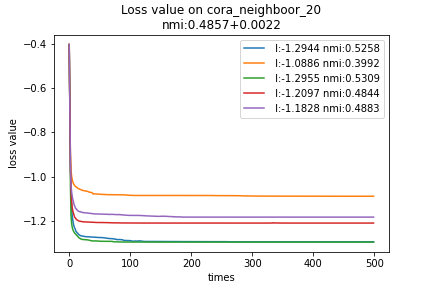 Loss value on cora_neighboor_20
nmi:0.4857+0.0022
l:-1.2944 nmi:0.5258
l:-1.0886 nmi:0.3992
l:-1.2955 nmi:0.5309
l:-1.2097 nmi:0.4844
l:-1.1828 nmi:0.4883
loss value
−0.4
−0.6
−0.8
−1.0
−1.2
0 100 200 300 400 500
times